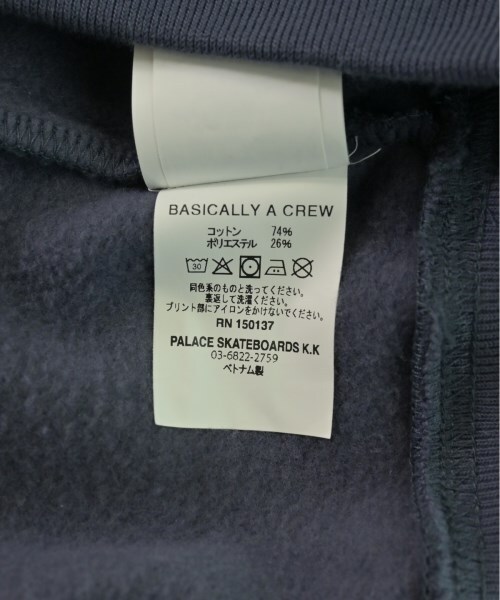 BASICALLY A CREW
コットン 74%
ポリエステル 26%
30
同色系のものと洗ってください。
裏返して洗濯ください。
プリント部にアイロンをかけないでください。
RN 150137
PALACE SKATEBOARDS K.K
03-6822-2759
ベトナム製